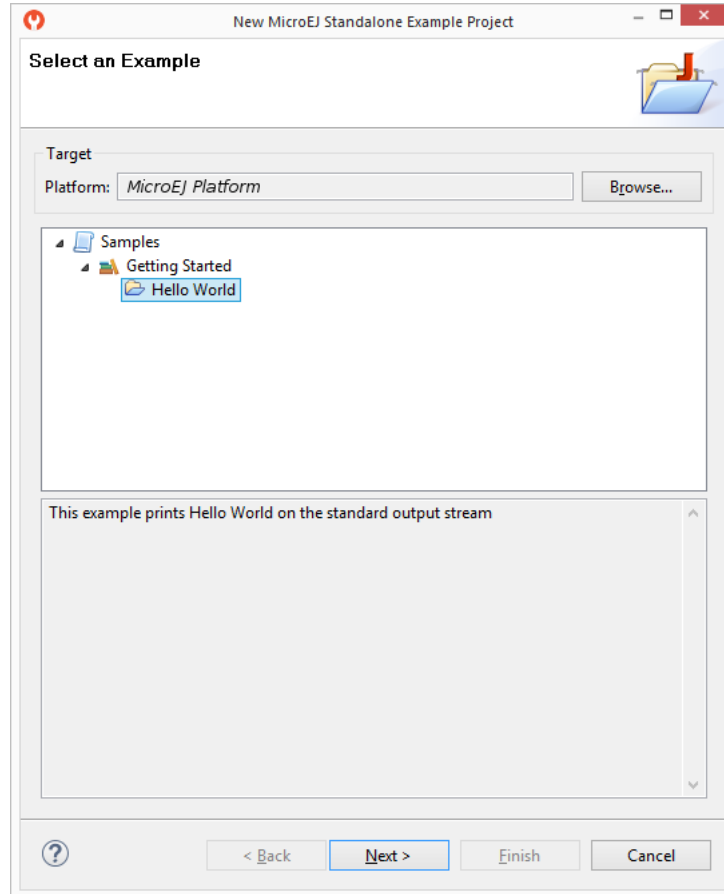 New MicroEJ Standalone Example Project
Select an Example
Target
Platform: MicroEJ Platform Browse...
Samples
Getting Started
Hello World
This example prints Hello World on the standard output stream
? < Back Next > Finish Cancel